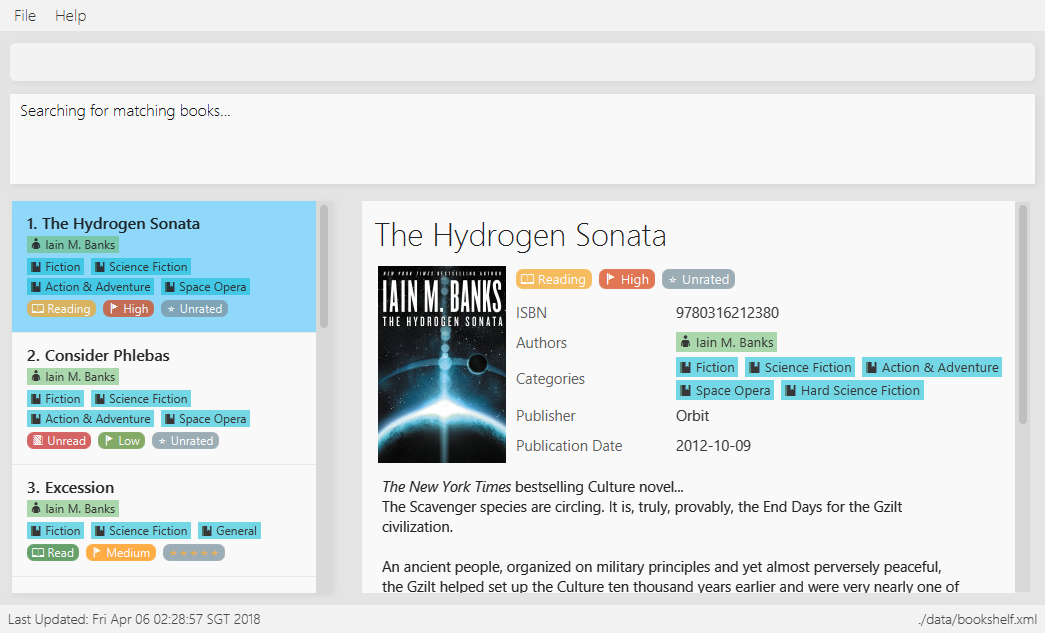 File Help
Searching for matching books...
1. The Hydrogen Sonata
Iain M. Banks
Fiction Science Fiction
Action & Adventure Space Opera
Reading High Unrated
2. Consider Phlebas
Iain M. Banks
Fiction Science Fiction
Action & Adventure Space Opera
Unread Low Unrated
3. Excession
Iain M. Banks
Fiction Science Fiction General
Read Medium ★★★★★
The Hydrogen Sonata
NEW YORK TIMES BESTSELLING AUTHOR
IAIN M. BANKS
THE HYDROGEN SONATA
Reading High Unrated
ISBN 9780316212380
Authors Iain M. Banks
Categories Fiction Science Fiction Action & Adventure
Space Opera Hard Science Fiction
Publisher Orbit
Publication Date 2012-10-09
The New York Times bestselling Culture novel...
The Scavenger species are circling. It is, truly, provably, the End Days for the Gzilt
civilization.
An ancient people, organized on military principles and yet almost perversely peaceful,
the Gzilt helped set up the Culture ten thousand years earlier and were very nearly one of
Last Updated: Fri Apr 06 02:28:57 SGT 2018 ./data/bookshelf.xml